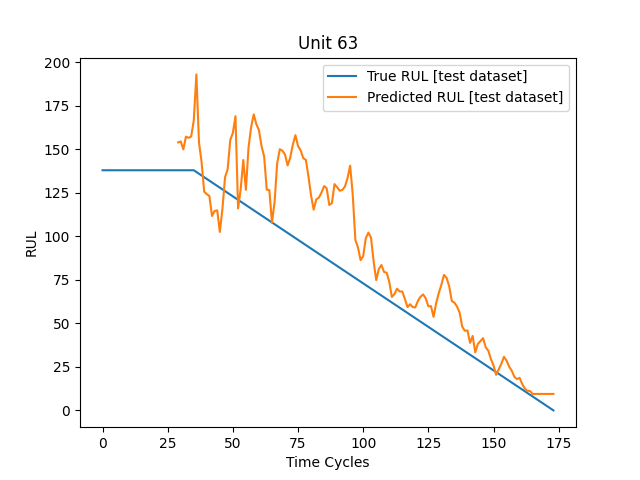 Unit 63
True RUL [test dataset]
Predicted RUL [test dataset]
RUL
200
175
150
125
100
75
50
25
0
0 25 50 75 100 125 150 175
Time Cycles